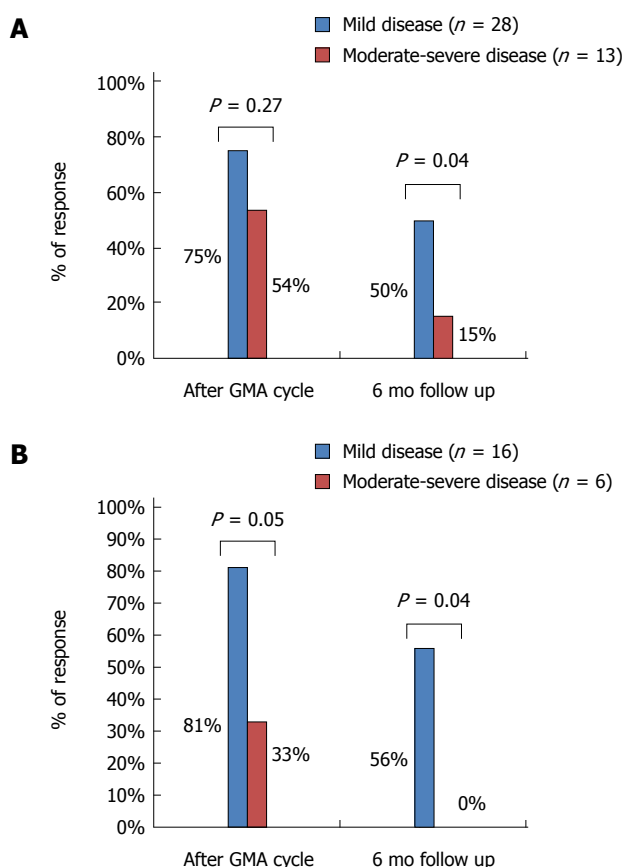 A
Mild disease (n = 28)
Moderate-severe disease (n = 13)
100%
80%
60%
40%
20%
0%
% of response
P = 0.27
75%
54%
P = 0.04
50%
15%
After GMA cycle
6 mo follow up
B
Mild disease (n = 16)
Moderate-severe disease (n = 6)
100%
90%
80%
70%
60%
50%
40%
30%
20%
10%
0%
% of response
P = 0.05
81%
33%
P = 0.04
56%
0%
After GMA cycle
6 mo follow up